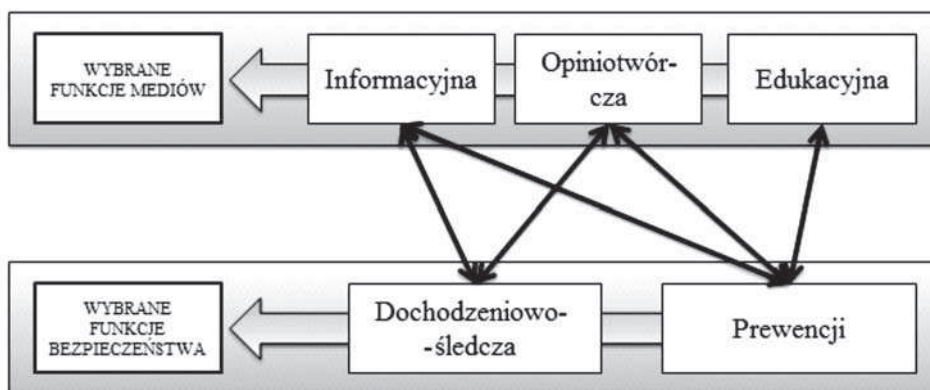 WYBRANE
FUNKCJE MEDIÓW
Informacyjna
Opiniotwór-
cza
Edukacyjna
WYBRANE
FUNKCJE
BEZPIECZEŃSTWA
Dochodzeniowo-
-śledcza
Prewencji